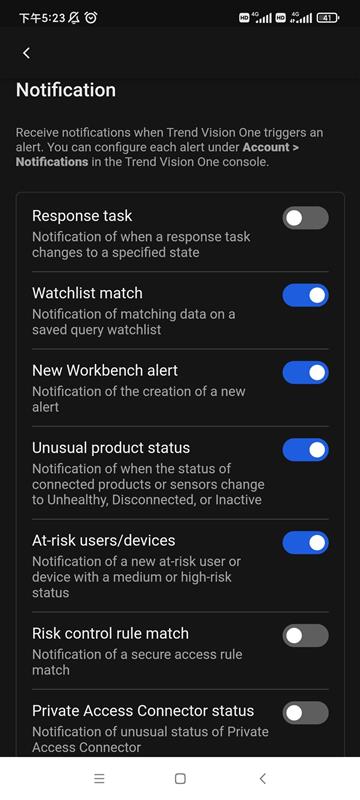 下午5:23
HD 4G HD 4G 41
Notification
Receive notifications when Trend Vision One triggers an
alert. You can configure each alert under Account >
Notifications in the Trend Vision One console.
Response task
Notification of when a response task
changes to a specified state
Watchlist match
Notification of matching data on a
saved query watchlist
New Workbench alert
Notification of the creation of a new
alert
Unusual product status
Notification of when the status of
connected products or sensors change
to Unhealthy, Disconnected, or Inactive
At-risk users/devices
Notification of a new at-risk user or
device with a medium or high-risk
status
Risk control rule match
Notification of a secure access rule
match
Private Access Connector status
Notification of unusual status of Private
Access Connector